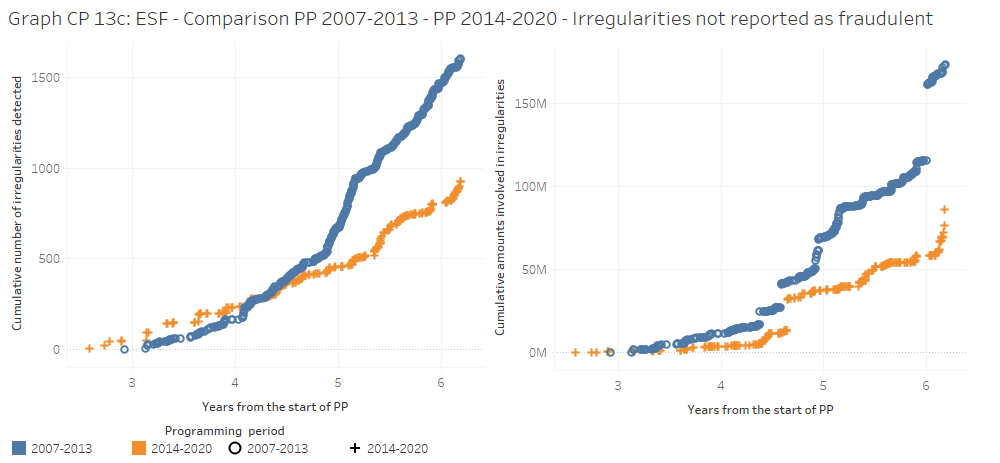 Graph CP 13c: ESF - Comparison PP 2007-2013 - PP 2014-2020 - Irregularities not reported as fraudulent
Cumulative number of irregularities detected
1500
1000
500
0
3 4 5 6
Years from the start of PP
Cumulative amounts involved in irregularities
150M
100M
50M
0M
3 4 5 6
Years from the start of PP
Programming period
2007-2013 2014-2020 2007-2013 2014-2020